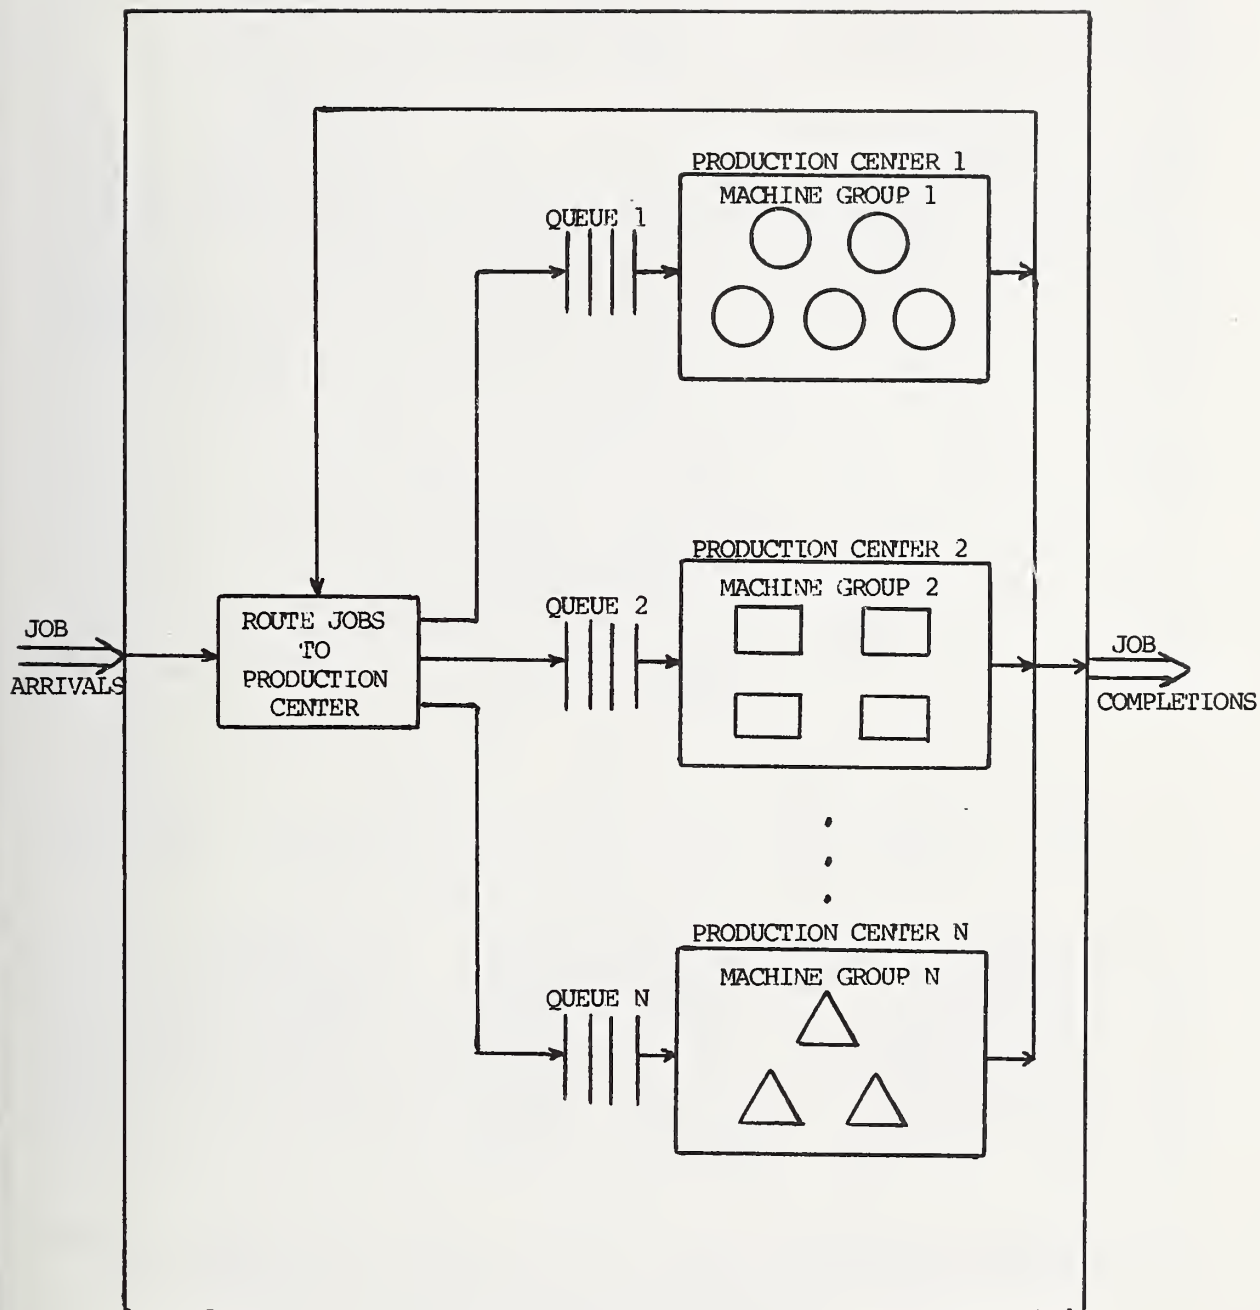 PRODUCTION CENTER 1
MACHINE GROUP 1
QUEUE 1
PRODUCTION CENTER 2
MACHINE GROUP 2
QUEUE 2
JOB
ARRIVALS
ROUTE JOBS
TO
PRODUCTION
CENTER
JOB
COMPLETIONS
PRODUCTION CENTER N
MACHINE GROUP N
QUEUE N